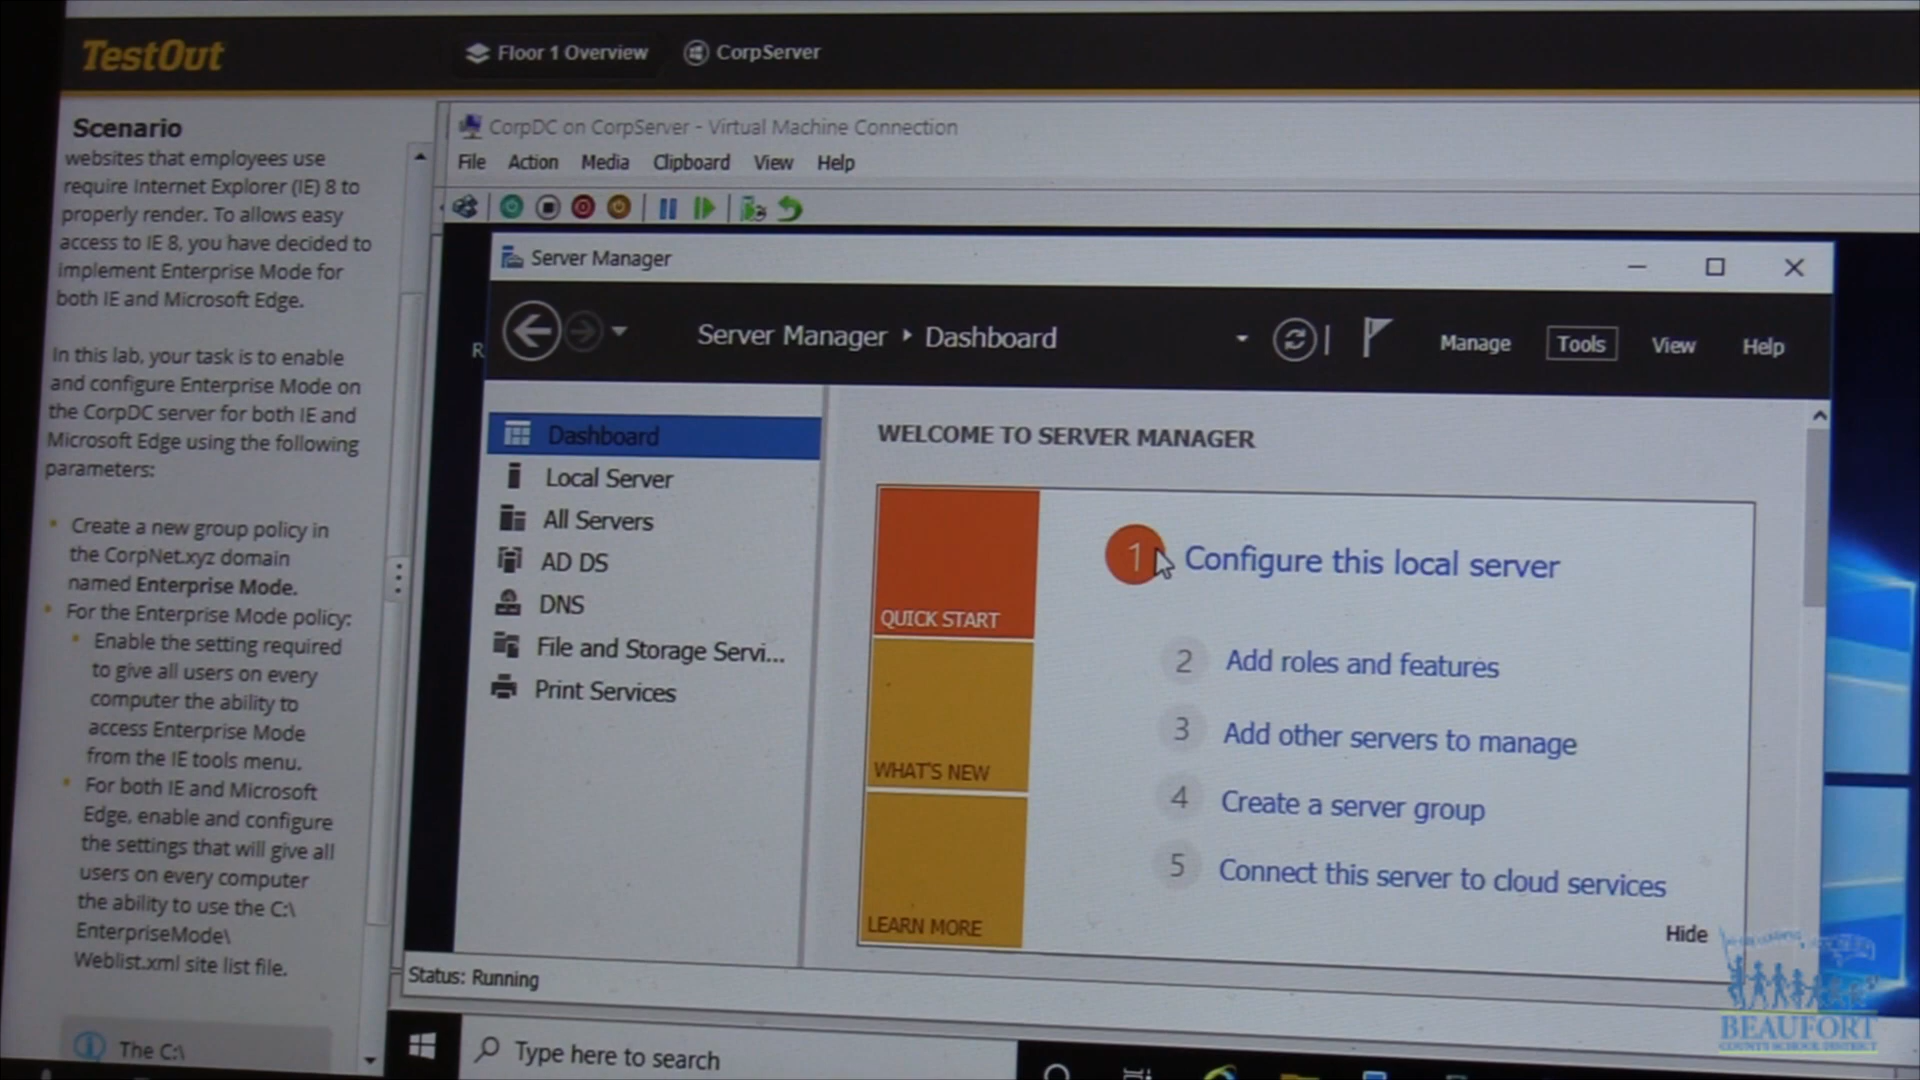 TestOut
Floor 1 Overview
CorpServer
Scenario
websites that employees use
require Internet Explorer (IE) 8 to
properly render. To allows easy
access to IE 8, you have decided to
implement Enterprise Mode for
both IE and Microsoft Edge.
In this lab, your task is to enable
and configure Enterprise Mode on
the CorpDC server for both IE and
Microsoft Edge using the following
parameters:
Create a new group policy in
the CorpNet.xyz domain
named Enterprise Mode.
For the Enterprise Mode policy:
Enable the setting required
to give all users on every
computer the ability to
access Enterprise Mode
from the IE tools menu.
For both IE and Microsoft
Edge, enable and configure
the settings that will give all
users on every computer
the ability to use the C:\
EnterpriseMode\
Weblist.xml site list file.
The C:\
CorpDC on CorpServer - Virtual Machine Connection
File Action Media Clipboard View Help
R
Server Manager
Server Manager ‣ Dashboard
Manage Tools View Help
Dashboard
Local Server
All Servers
AD DS
DNS
File and Storage Servi...
Print Services
WELCOME TO SERVER MANAGER
QUICK START
WHAT'S NEW
LEARN MORE
1 Configure this local server
2 Add roles and features
3 Add other servers to manage
4 Create a server group
5 Connect this server to cloud services
Hide
Status: Running
Type here to search
BEAUFORT
COUNTY SCHOOL DISTRICT